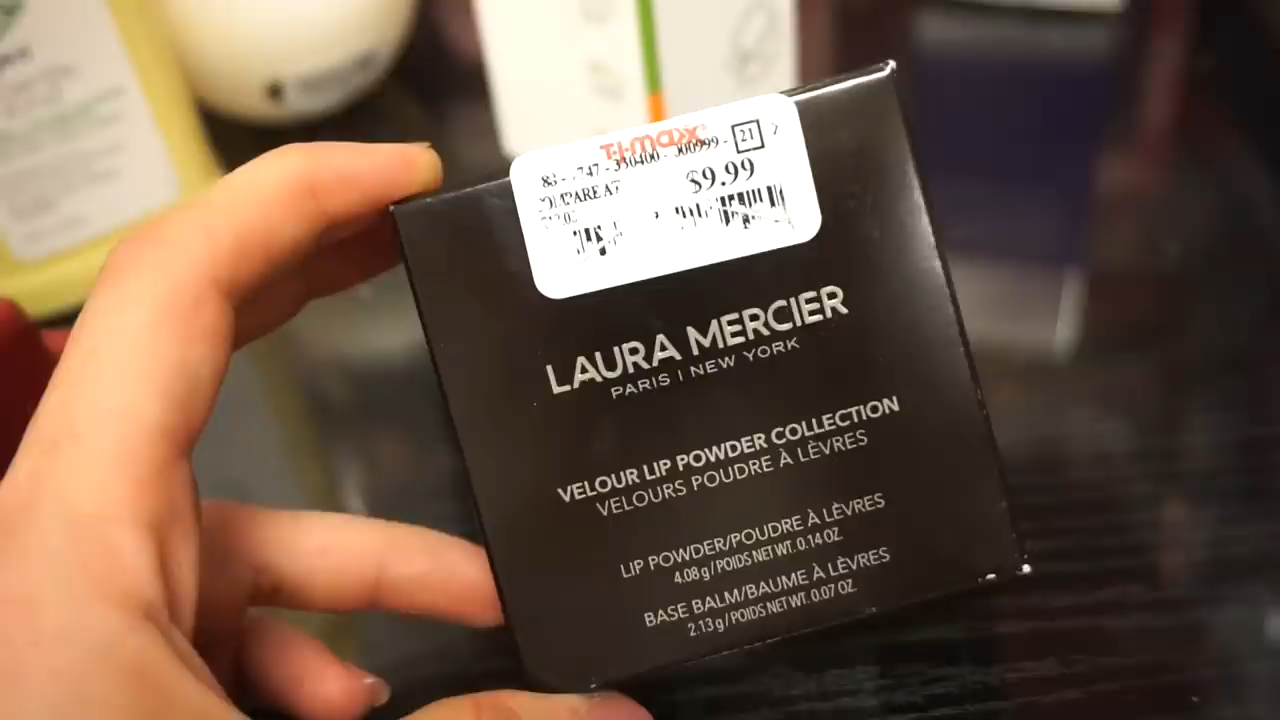 T.J.maxx
$9.99
21
LAURA MERCIER
PARIS | NEW YORK
VELOUR LIP POWDER COLLECTION
VELOURS POUDRE À LÈVRES
LIP POWDER/POUDRE À LÈVRES
4.08 g / POIDS NET WT. 0.14 OZ.
BASE BALM/BAUME À LÈVRES
2.13 g / POIDS NET WT. 0.07 OZ.